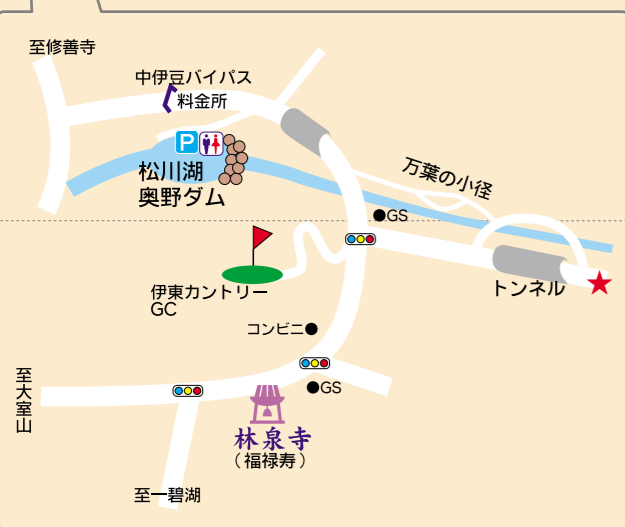 至修善寺
中伊豆バイパス
料金所
P
松川湖
奥野ダム
万葉の小径
GS
伊東カントリー
GC
トンネル
コンビニ
至大室山
GS
林泉寺
（福禄寿）
至一碧湖